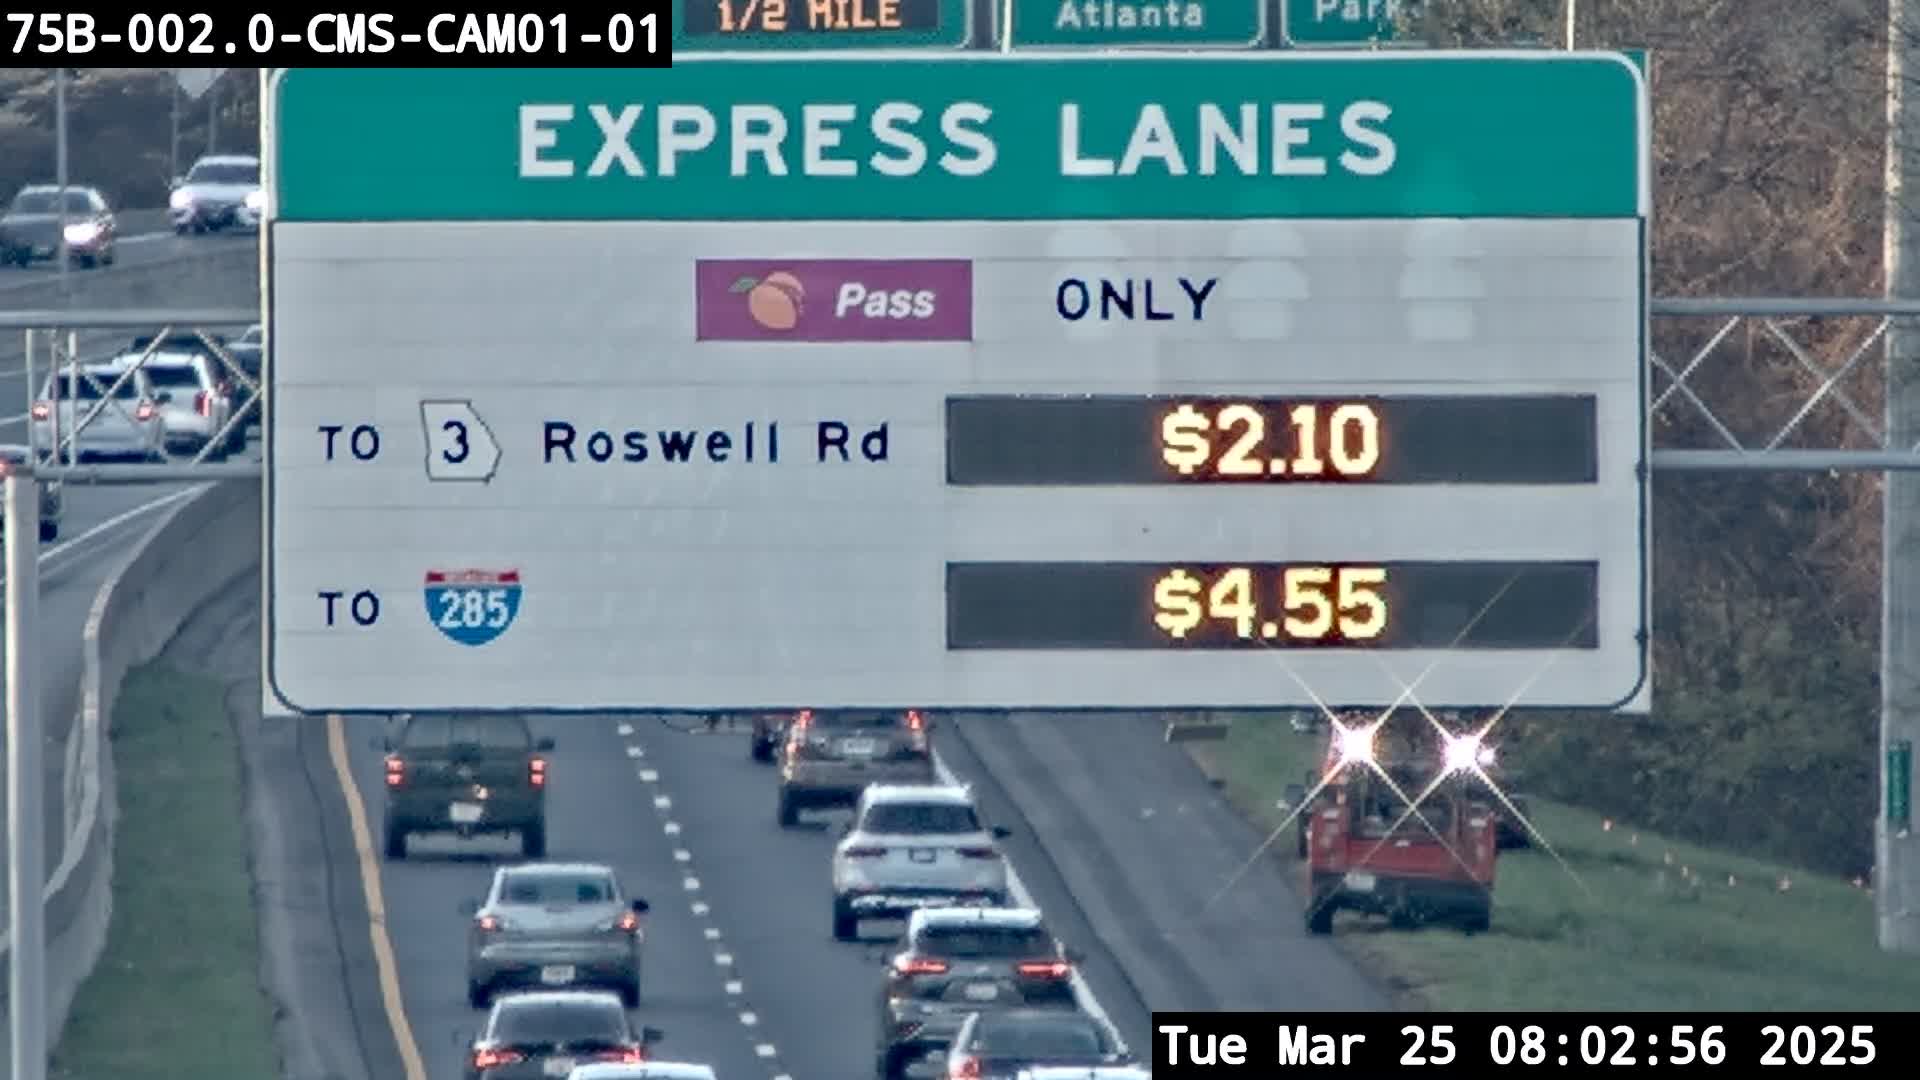 75B-002.0-CMS-CAM01-01
1/2 MILE
Atlanta
Park
EXPRESS LANES
Pass ONLY
TO 3 Roswell Rd $2.10
TO 285 $4.55
Tue Mar 25 08:02:56 2025